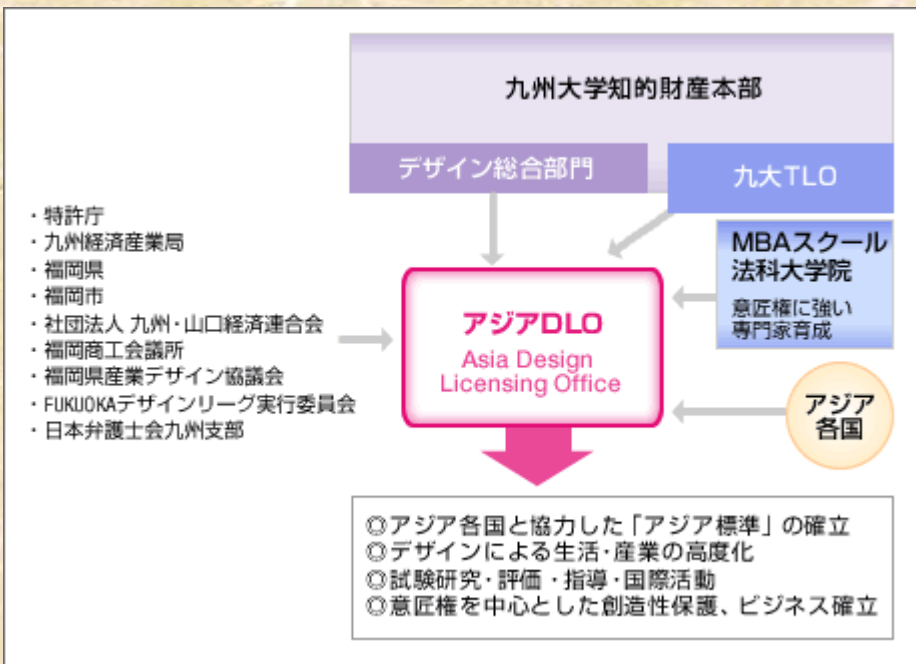 九州大学知的財産本部
デザイン総合部門
九大TLO
・特許庁
・九州経済産業局
・福岡県
・福岡市
・社団法人 九州・山口経済連合会
・福岡商工会議所
・福岡県産業デザイン協議会
・FUKUOKAデザインリーグ実行委員会
・日本弁護士会九州支部
MBAスクール
法科大学院
意匠権に強い
専門家育成
アジアDLO
Asia Design
Licensing Office
アジア
各国
◎アジア各国と協力した「アジア標準」の確立
◎デザインによる生活・産業の高度化
◎試験研究・評価・指導・国際活動
◎意匠権を中心とした創造性保護、ビジネス確立